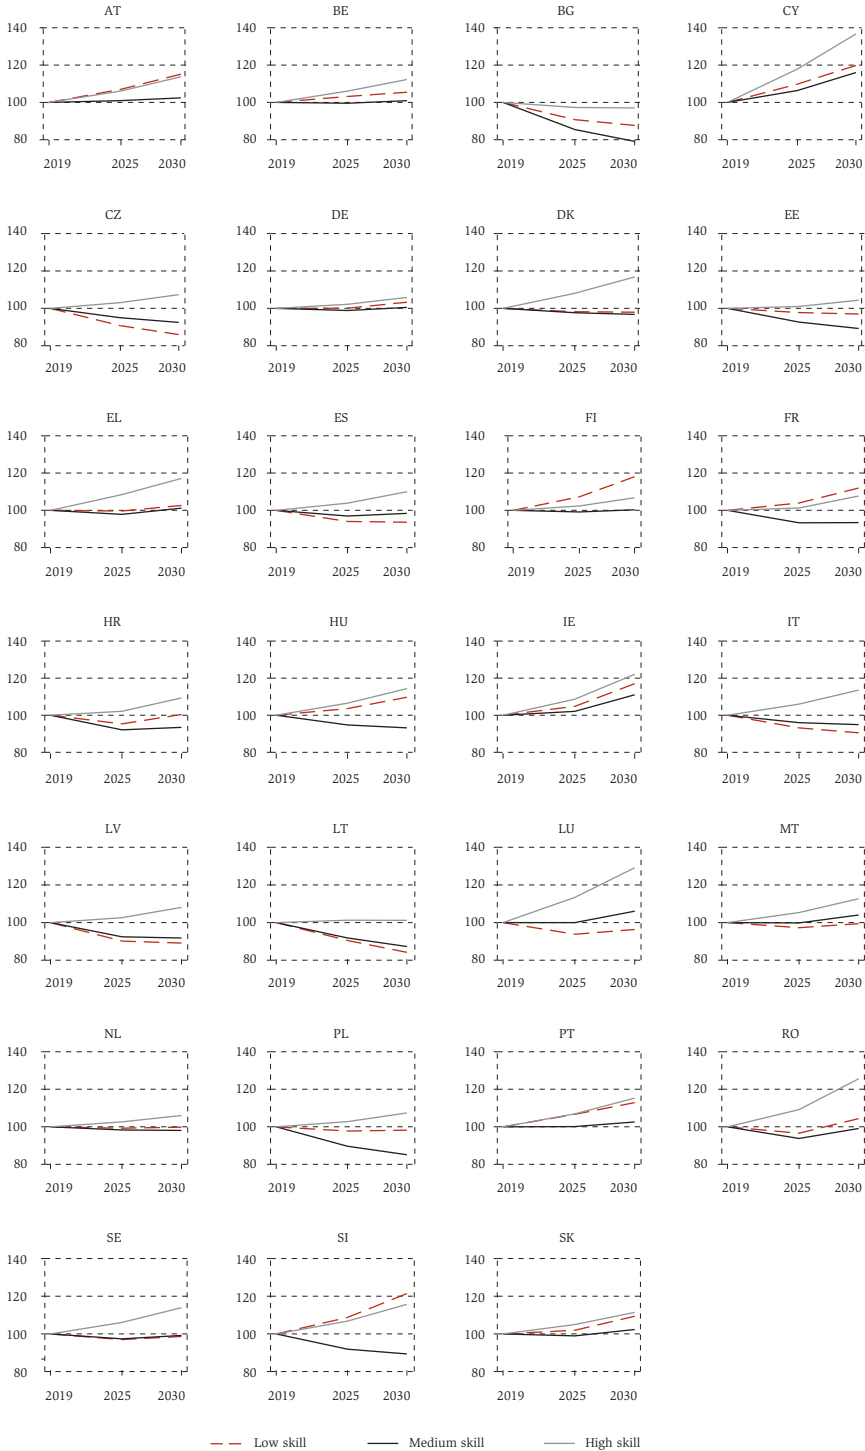 AT BE BG CY
140 140 140 140
120 120 120 120
100 100 100 100
80 80 80 80
2019 2025 2030 2019 2025 2030 2019 2025 2030 2019 2025 2030
CZ DE DK EE
140 140 140 140
120 120 120 120
100 100 100 100
80 80 80 80
2019 2025 2030 2019 2025 2030 2019 2025 2030 2019 2025 2030
EL ES FI FR
140 140 140 140
120 120 120 120
100 100 100 100
80 80 80 80
2019 2025 2030 2019 2025 2030 2019 2025 2030 2019 2025 2030
HR HU IE IT
140 140 140 140
120 120 120 120
100 100 100 100
80 80 80 80
2019 2025 2030 2019 2025 2030 2019 2025 2030 2019 2025 2030
LV LT LU MT
140 140 140 140
120 120 120 120
100 100 100 100
80 80 80 80
2019 2025 2030 2019 2025 2030 2019 2025 2030 2019 2025 2030
NL PL PT RO
140 140 140 140
120 120 120 120
100 100 100 100
80 80 80 80
2019 2025 2030 2019 2025 2030 2019 2025 2030 2019 2025 2030
SE SI SK
140 140 140
120 120 120
100 100 100
80 80 80
2019 2025 2030 2019 2025 2030 2019 2025 2030
Low skill Medium skill High skill